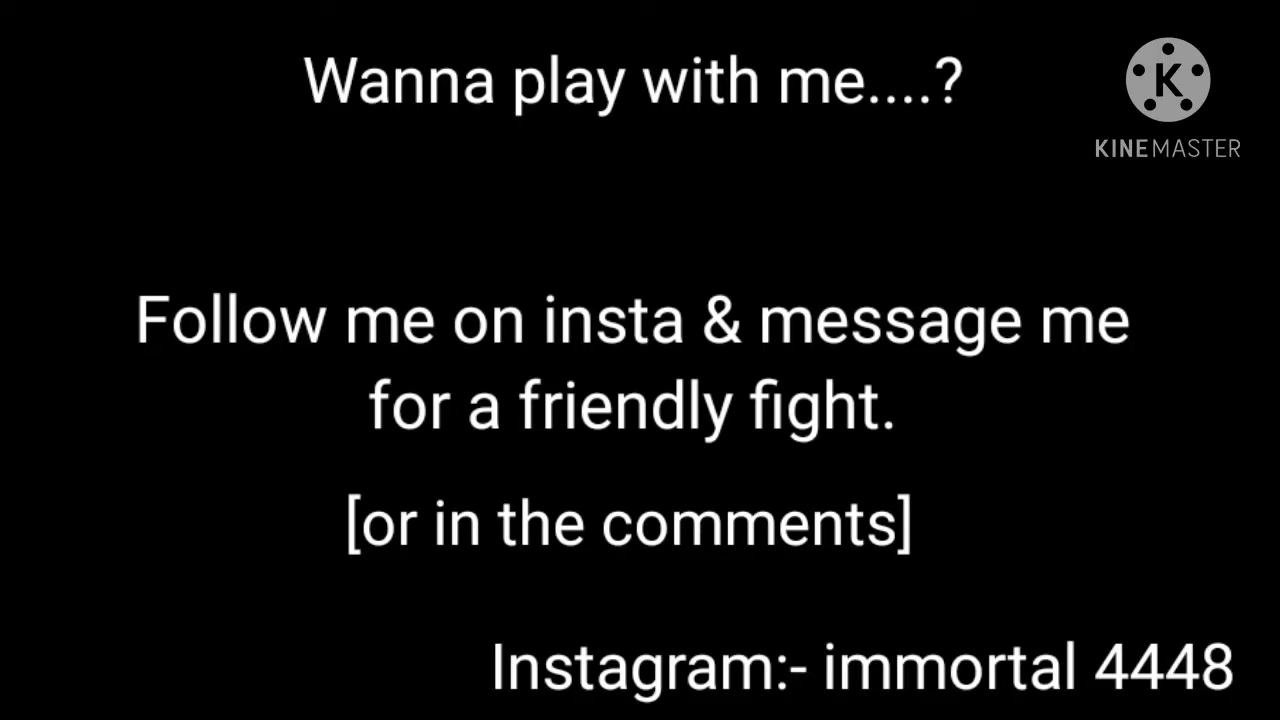 Wanna play with me....?
K
KINEMASTER
Follow me on insta & message me
for a friendly fight.
[or in the comments]
Instagram:- immortal 4448